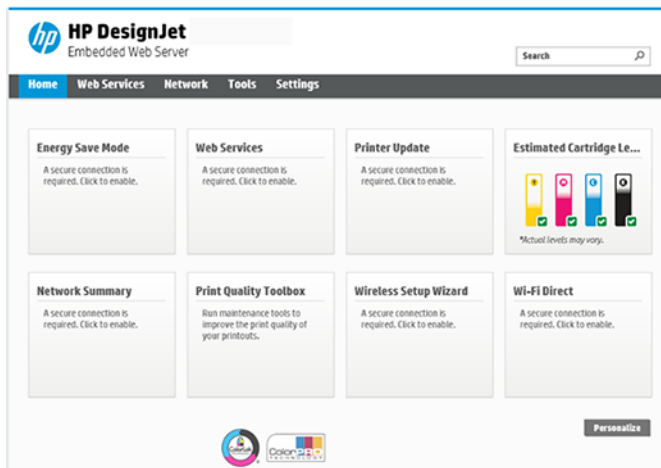 hp HP DesignJet
Embedded Web Server
Search
Home Web Services Network Tools Settings
Energy Save Mode
A secure connection is
required. Click to enable.
Web Services
A secure connection is
required. Click to enable.
Printer Update
A secure connection is
required. Click to enable.
Estimated Cartridge Le...
*Actual levels may vary.
Network Summary
A secure connection is
required. Click to enable.
Print Quality Toolbox
Run maintenance tools to
improve the print quality of
your printouts.
Wireless Setup Wizard
A secure connection is
required. Click to enable.
Wi-Fi Direct
A secure connection is
required. Click to enable.
Personalize
ColorLok
ColorPRO
TECHNOLOGY